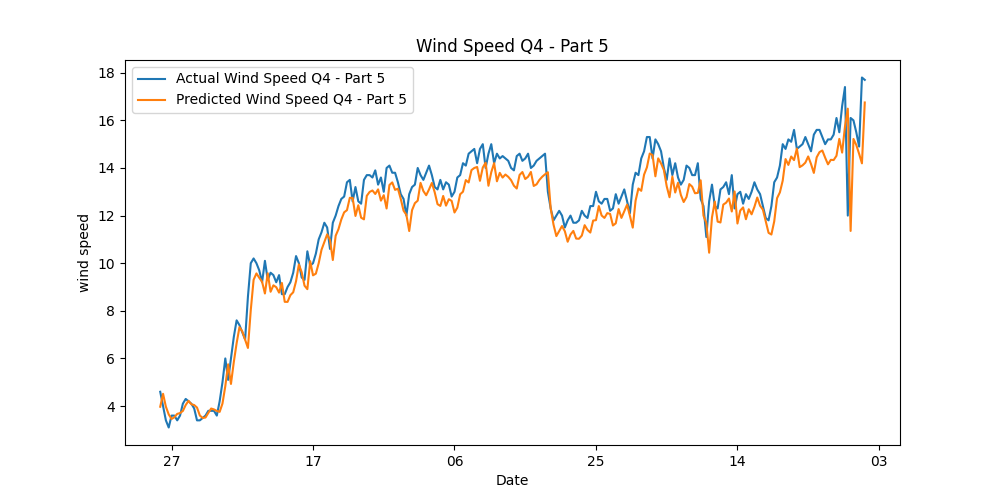 Wind Speed Q4 - Part 5
Actual Wind Speed Q4 - Part 5
Predicted Wind Speed Q4 - Part 5
wind speed
18
16
14
12
10
8
6
4
27
17
06
25
14
03
Date